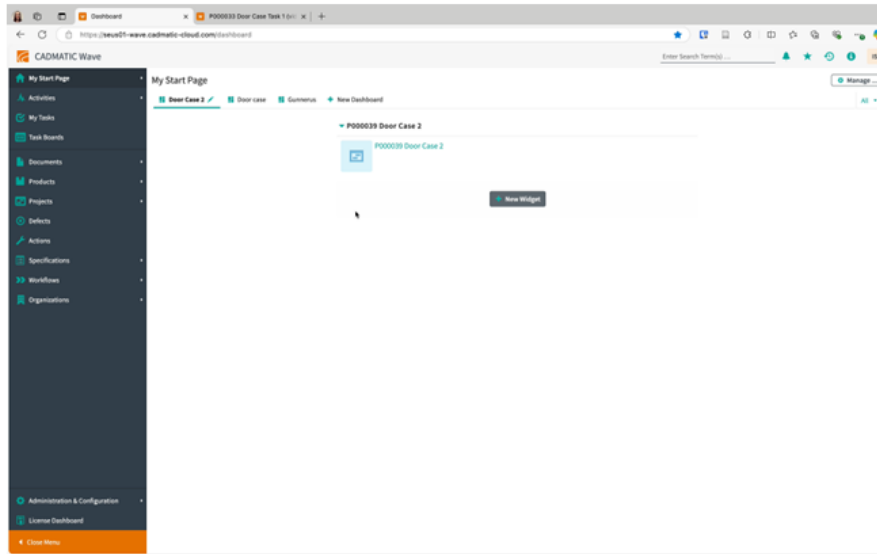 Dashboard
P000033 Door Case Task 1
https://seus01-wave.cadmatic-cloud.com/dashboard
CADMATIC Wave
Enter Search Term(s) ...
My Start Page
Activities
My Tasks
Task Boards
Documents
Products
Projects
Defects
Actions
Specifications
Workflows
Organizations
Administration & Configuration
License Dashboard
Close Menu
My Start Page
Manage ...
Door Case 2
Door case
Gunnerus
New Dashboard
All
P000039 Door Case 2
P000039 Door Case 2
New Widget